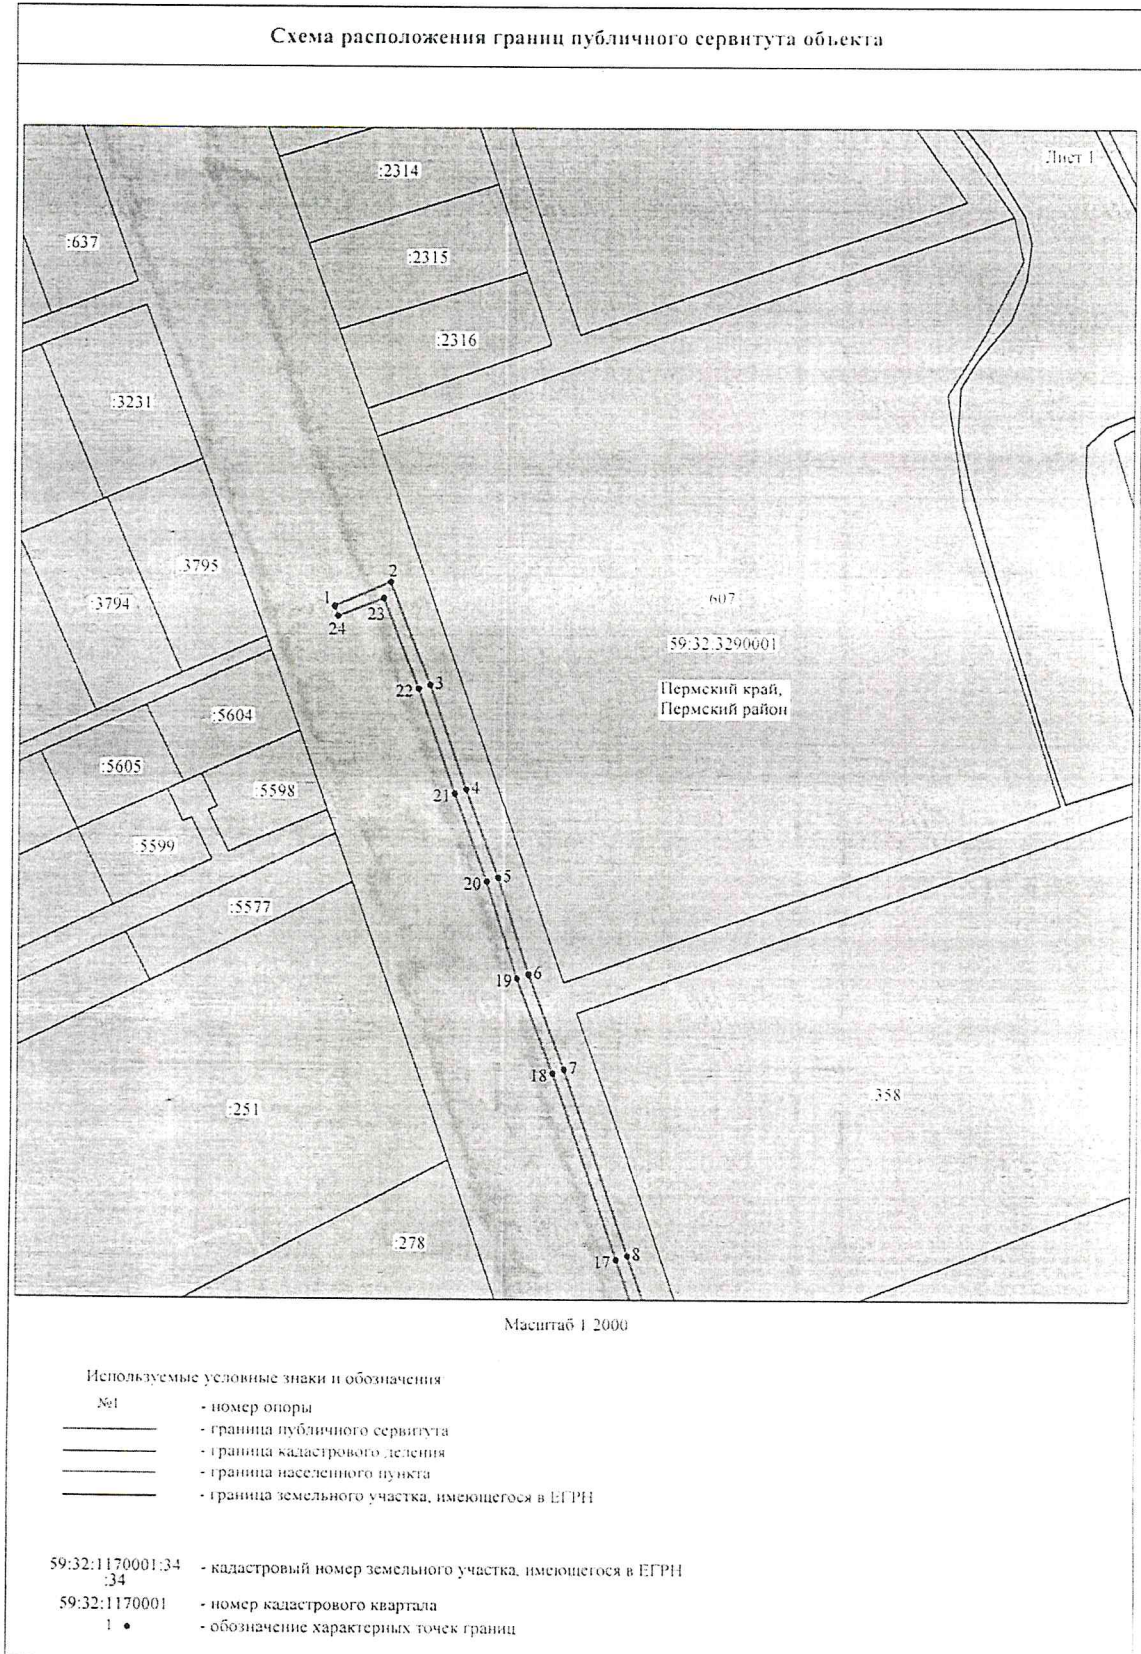 Схема расположения границ публичного сервитута объекта
Лист 1
:2314
:637
:2315
:2316
:3231
3795
:3794
1
2
23
24
607
59:32:3290001
Пермский край,
Пермский район
22
3
:5604
:5605
21
4
:5598
:5599
20
5
:5577
19
6
18
7
:251
358
:278
17
8
Масштаб 1 2000
Используемые условные знаки и обозначения
№1 - номер опоры
- граница публичного сервитута
- граница кадастрового деления
- граница населенного пункта
- граница земельного участка, имеющегося в ЕГРН
59:32:1170001:34 - кадастровый номер земельного участка, имеющегося в ЕГРН
:34
59:32:1170001 - номер кадастрового квартала
1 - обозначение характерных точек границ